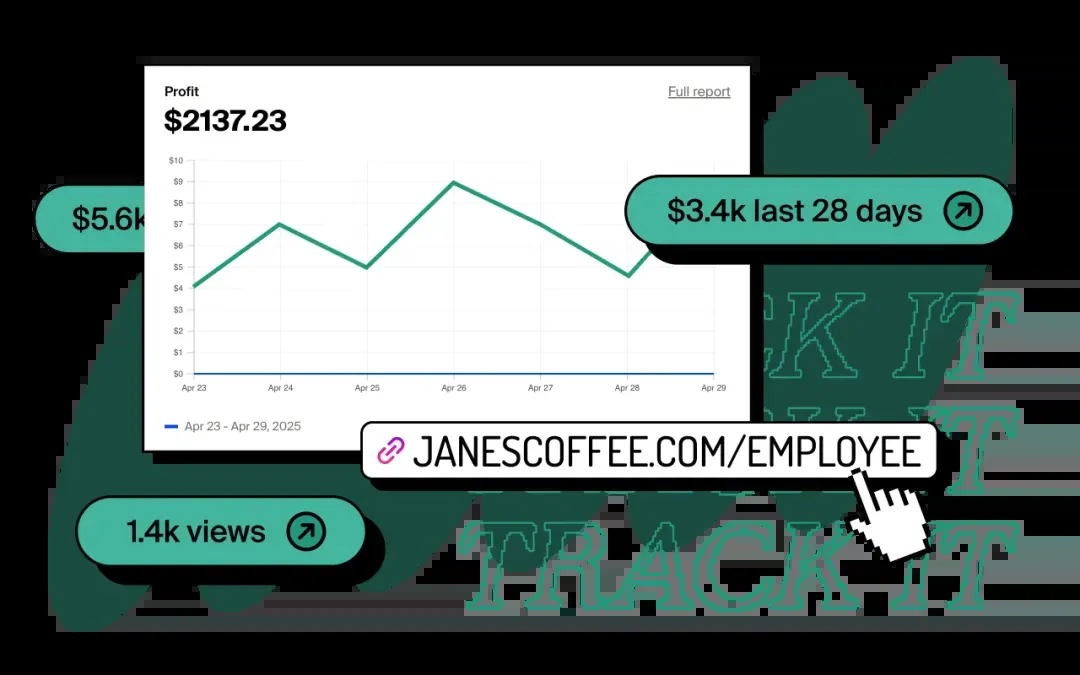 Profit
Full report
$2137.23
$10
$9
$8
$7
$6
$5
$4
$3
$2
$1
$0
Apr 23
Apr 24
Apr 25
Apr 26
Apr 27
Apr 28
Apr 29
Apr 23 - Apr 29, 2025
$5.6k
$3.4k last 28 days
CK IT
IT
JANESCOFFEE.COM/EMPLOYEE
1.4k views
TRACK IT